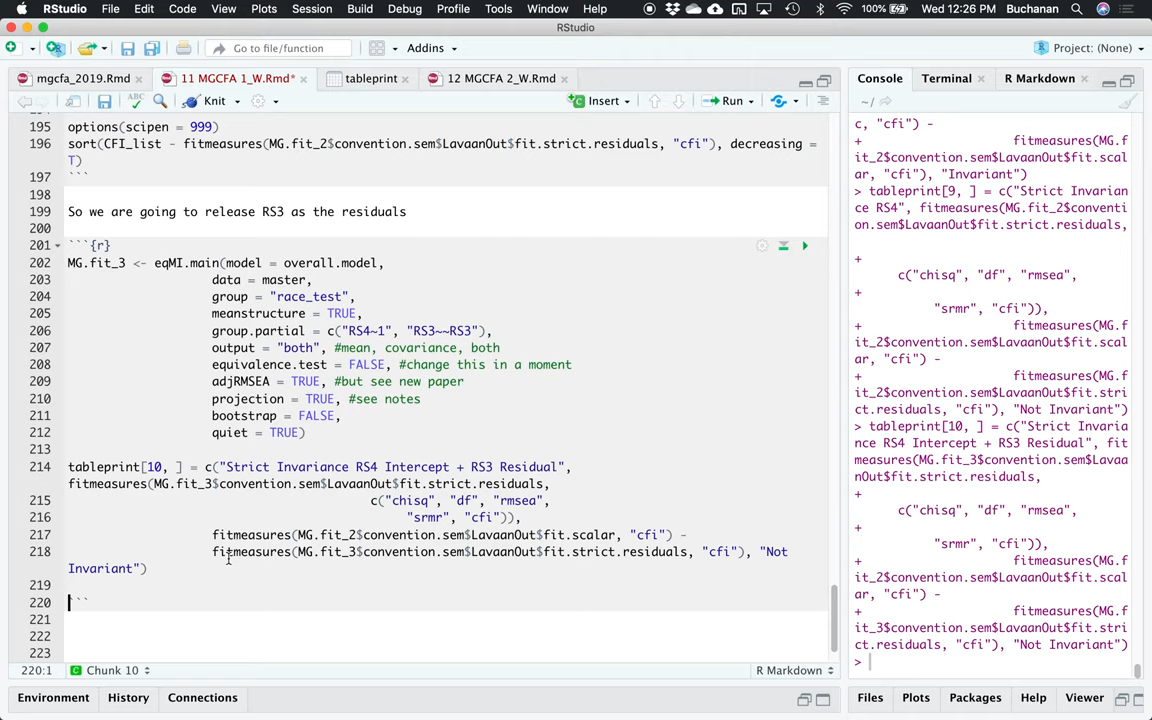 RStudio File Edit Code View Plots Session Build Debug Profile Tools Window Help 100% Wed 12:26 PM Buchanan
RStudio
Go to file/function Addins Project: (None)
mgcfa_2019.Rmd 11 MGCFA 1_W.Rmd* tableprint 12 MGCFA 2_W.Rmd
ABC Knit Insert Run
195 options(scipen = 999)
196 sort(CFI_list - fitmeasures(MG.fit_2$convention.sem$LavaanOut$fit.strict.residuals, "cfi"), decreasing =
T)
197 ```
198
199 So we are going to release RS3 as the residuals
200
201 ```{r}
202 MG.fit_3 <- eqMI.main(model = overall.model,
203 data = master,
204 group = "race_test",
205 meanstructure = TRUE,
206 group.partial = c("RS4~1", "RS3~~RS3"),
207 output = "both", #mean, covariance, both
208 equivalence.test = FALSE, #change this in a moment
209 adjRMSEA = TRUE, #but see new paper
210 projection = TRUE, #see notes
211 bootstrap = FALSE,
212 quiet = TRUE)
213
214 tableprint[10, ] = c("Strict Invariance RS4 Intercept + RS3 Residual",
fitmeasures(MG.fit_3$convention.sem$LavaanOut$fit.strict.residuals,
215 c("chisq", "df", "rmsea",
216 "srmr", "cfi")),
217 fitmeasures(MG.fit_2$convention.sem$LavaanOut$fit.scalar, "cfi") -
218 fitmeasures(MG.fit_3$convention.sem$LavaanOut$fit.strict.residuals, "cfi"), "Not
Invariant")
219
220 ```
221
222
223
220:1 Chunk 10 R Markdown
Environment History Connections
Console Terminal R Markdown
~/
c, "cfi") -
+ fitmeasures(MG.f
it_2$convention.sem$LavaanOut$fit.scal
ar, "cfi"), "Invariant")
> tableprint[9, ] = c("Strict Invarian
ce RS4", fitmeasures(MG.fit_2$conventi
on.sem$LavaanOut$fit.strict.residuals,
+
c("chisq", "df", "rmsea",
+
"srmr", "cfi")),
+ fitmeasures(MG.f
it_2$convention.sem$LavaanOut$fit.scal
ar, "cfi") -
+ fitmeasures(MG.f
it_2$convention.sem$LavaanOut$fit.stri
ct.residuals, "cfi"), "Not Invariant")
> tableprint[10, ] = c("Strict Invaria
nce RS4 Intercept + RS3 Residual", fit
measures(MG.fit_3$convention.sem$Lavaa
nOut$fit.strict.residuals,
+
c("chisq", "df", "rmsea",
+
"srmr", "cfi")),
+ fitmeasures(MG.f
it_2$convention.sem$LavaanOut$fit.scal
ar, "cfi") -
+ fitmeasures(MG.f
it_3$convention.sem$LavaanOut$fit.stri
ct.residuals, "cfi"), "Not Invariant")
>
Files Plots Packages Help Viewer